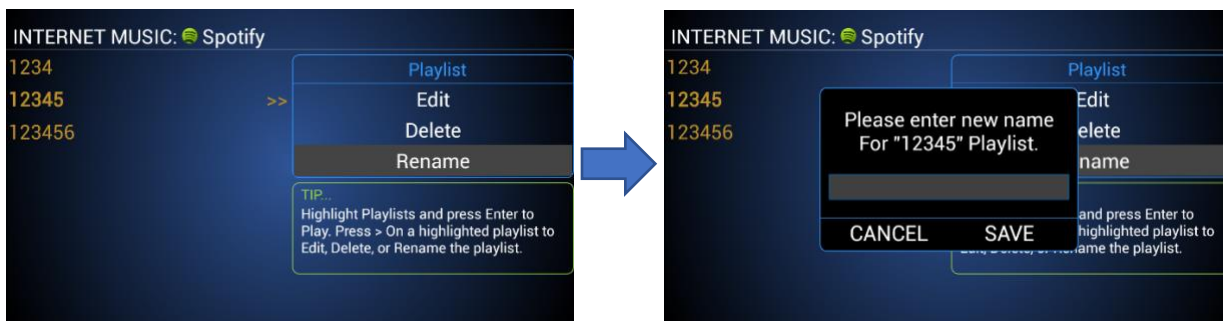 INTERNET MUSIC: Spotify
1234
12345 >>
123456
Playlist
Edit
Delete
Rename
TIP...
Highlight Playlists and press Enter to
Play. Press > On a highlighted playlist to
Edit, Delete, or Rename the playlist.
INTERNET MUSIC: Spotify
1234
12345
123456
Playlist
Edit
elete
name
Please enter new name
For "12345" Playlist.
CANCEL SAVE
and press Enter to
highlighted playlist to
ame the playlist.